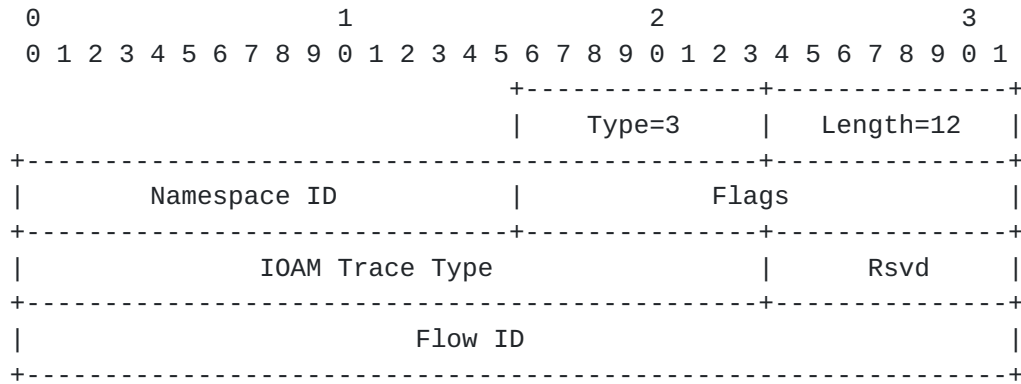 0 1 2 3
0 1 2 3 4 5 6 7 8 9 0 1 2 3 4 5 6 7 8 9 0 1 2 3 4 5 6 7 8 9 0 1
+---------------+---------------+
| Type=3 | Length=12 |
+-----------------------------------------------+---------------+
| Namespace ID | Flags |
+-------------------------------+---------------+---------------+
| IOAM Trace Type | Rsvd |
+-----------------------------------------------+---------------+
| Flow ID |
+---------------------------------------------------------------+